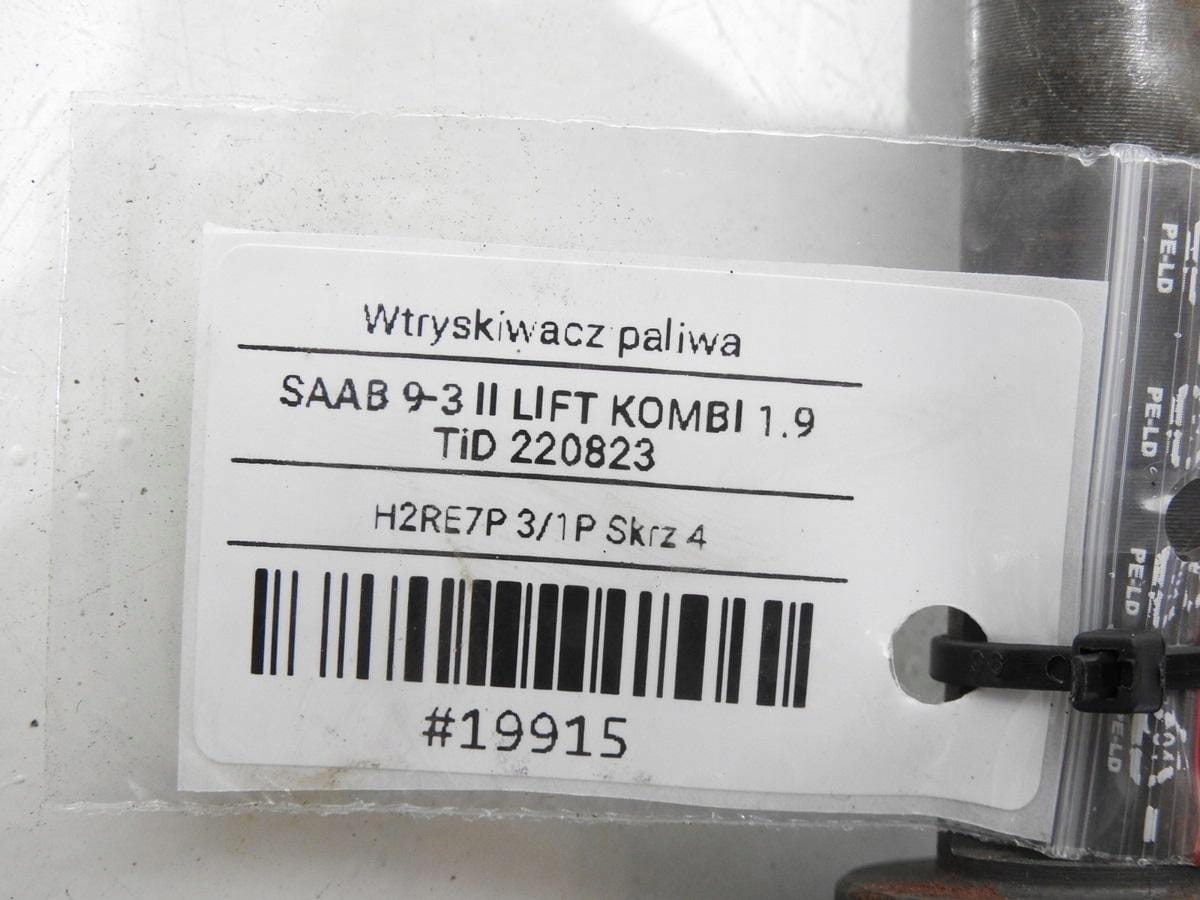 Wtryskiwacz paliwa
SAAB 9-3 II LIFT KOMBI 1.9
TiD 220823
H2RE7P 3/1P Skrz 4
#19915
PE-LD
PE-LD
PE-LD
PE-LD